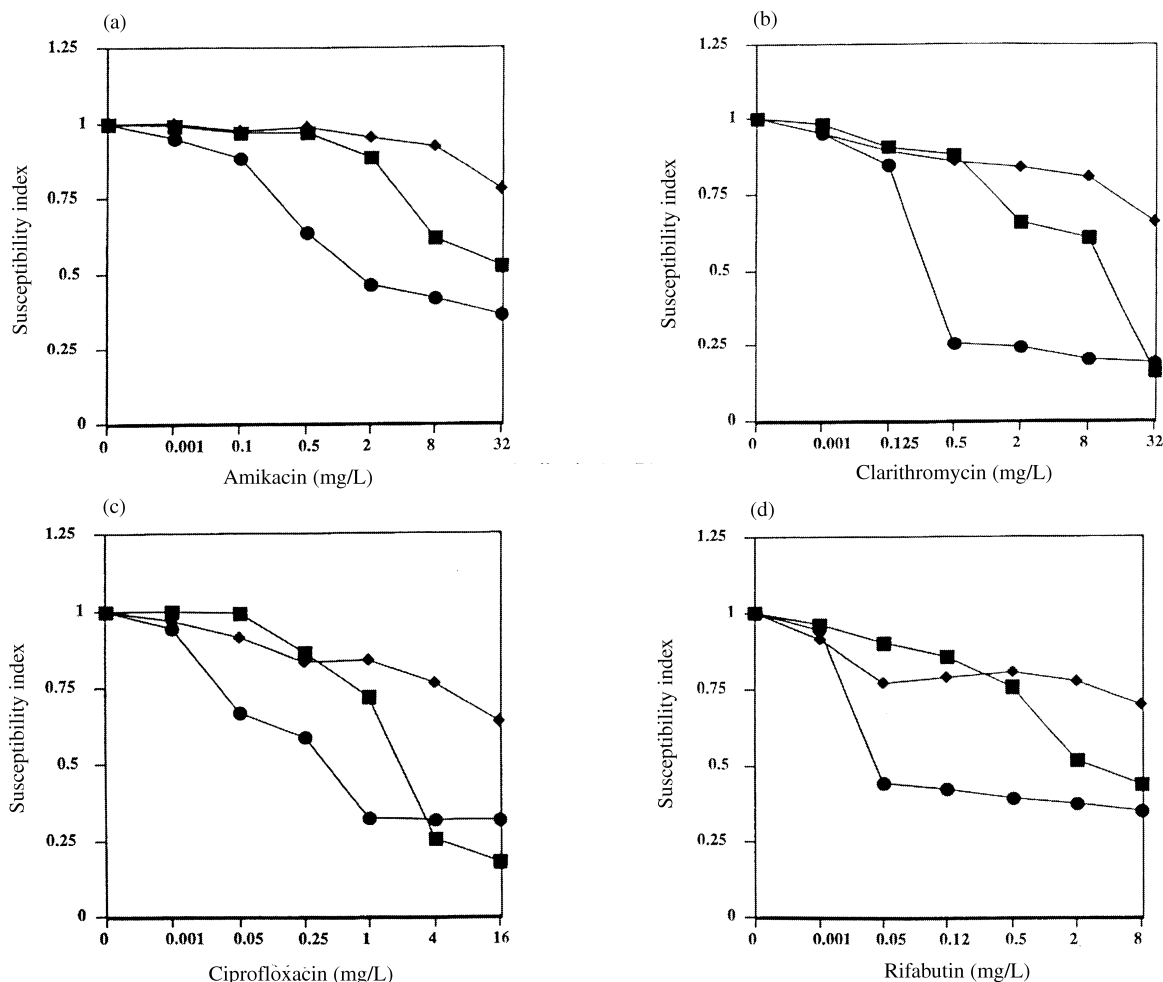 (a)
1.25
1
0.75
0.5
0.25
0
Susceptibility index
0 0.001 0.1 0.5 2 8 32
Amikacin (mg/L)
(b)
1.25
1
0.75
0.5
0.25
0
Susceptibility index
0 0.001 0.125 0.5 2 8 32
Clarithromycin (mg/L)
(c)
1.25
1
0.75
0.5
0.25
0
Susceptibility index
0 0.001 0.05 0.25 1 4 16
Ciprofloxacin (mg/L)
(d)
1.25
1
0.75
0.5
0.25
0
Susceptibility index
0 0.001 0.05 0.12 0.5 2 8
Rifabutin (mg/L)